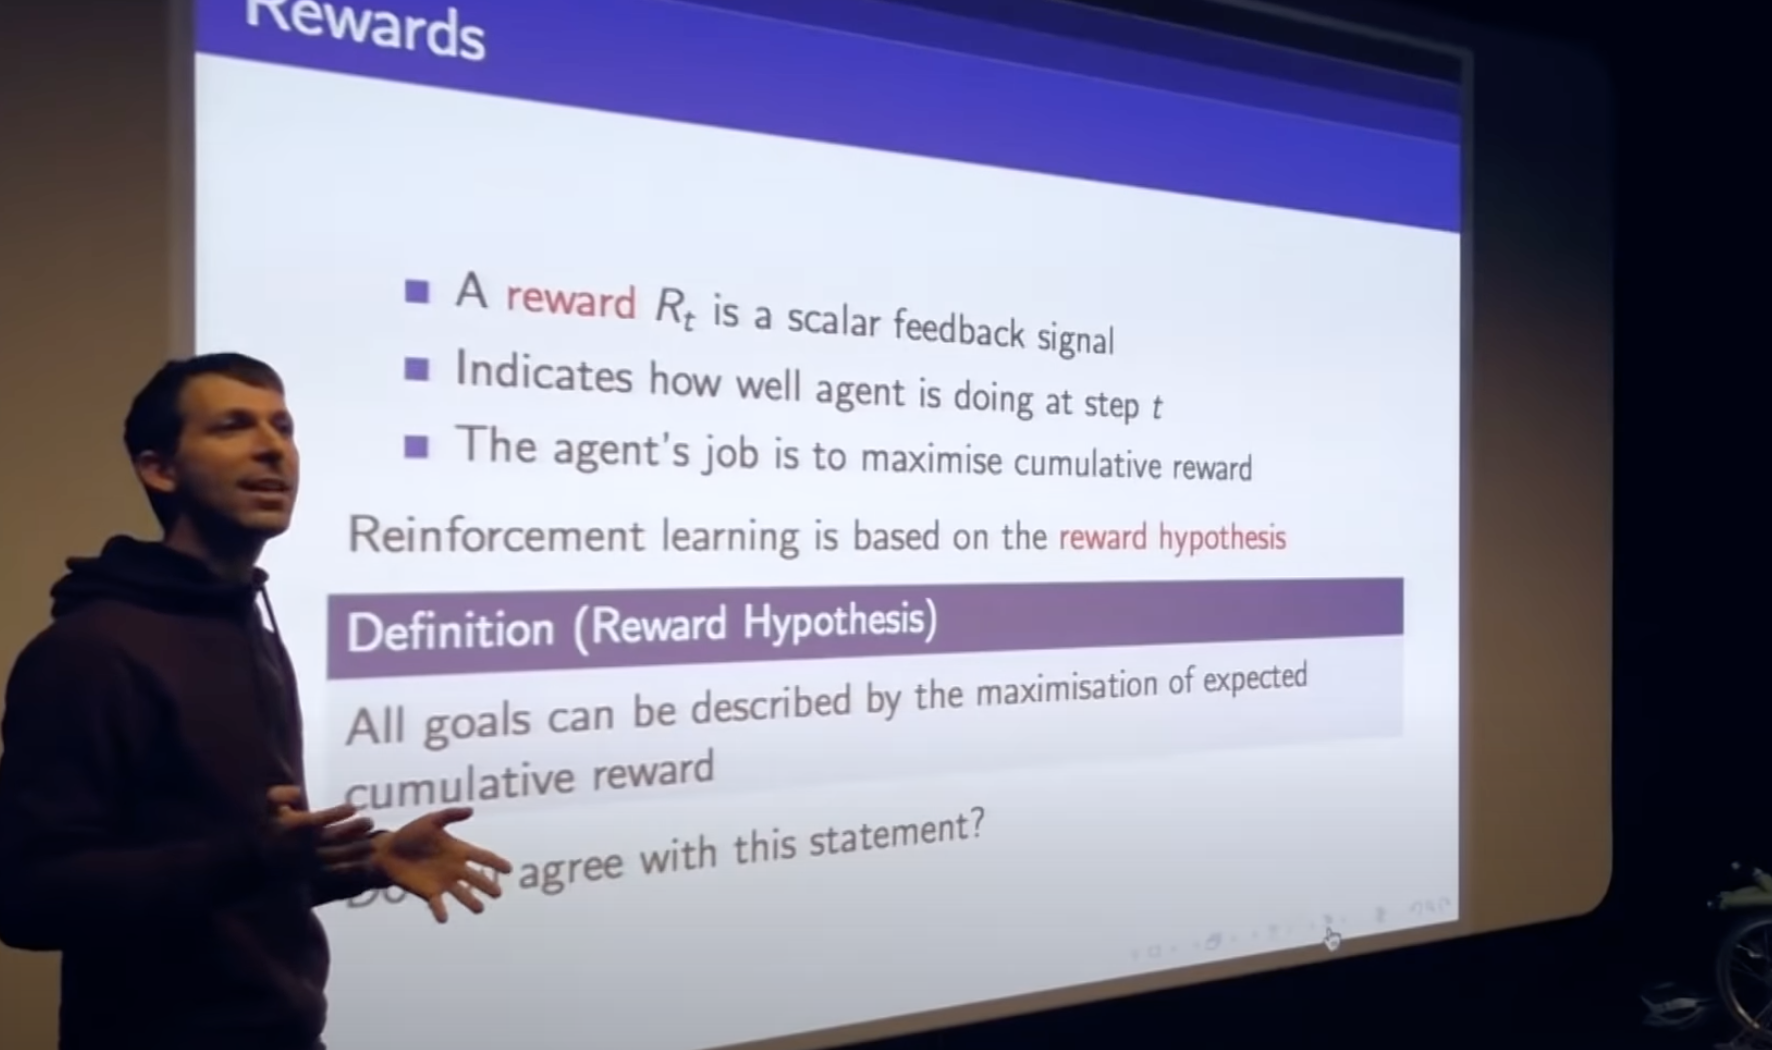 Rewards
A reward Rt is a scalar feedback signal
Indicates how well agent is doing at step t
The agent's job is to maximise cumulative reward
Reinforcement learning is based on the reward hypothesis
Definition (Reward Hypothesis)
All goals can be described by the maximisation of expected
cumulative reward
agree with this statement?